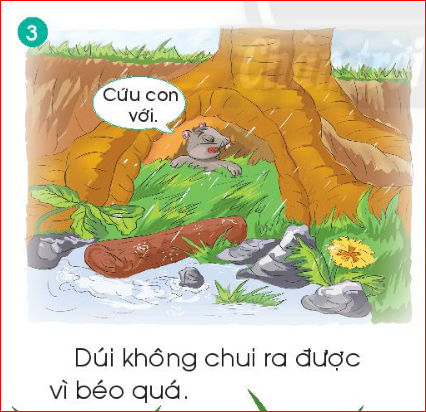 3
Cứu con
với.
Dúi không chui ra được
vì béo quá.